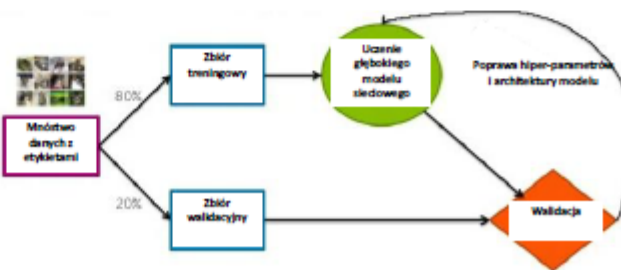 Mnóstwo
danych z
etykietami
80%
20%
Zbiór
treningowy
Zbiór
walidacyjny
Uczenie
głębokiego
modelu
sieciowego
Poprawa hiper-parametrów
i architektury modelu
Walidacja